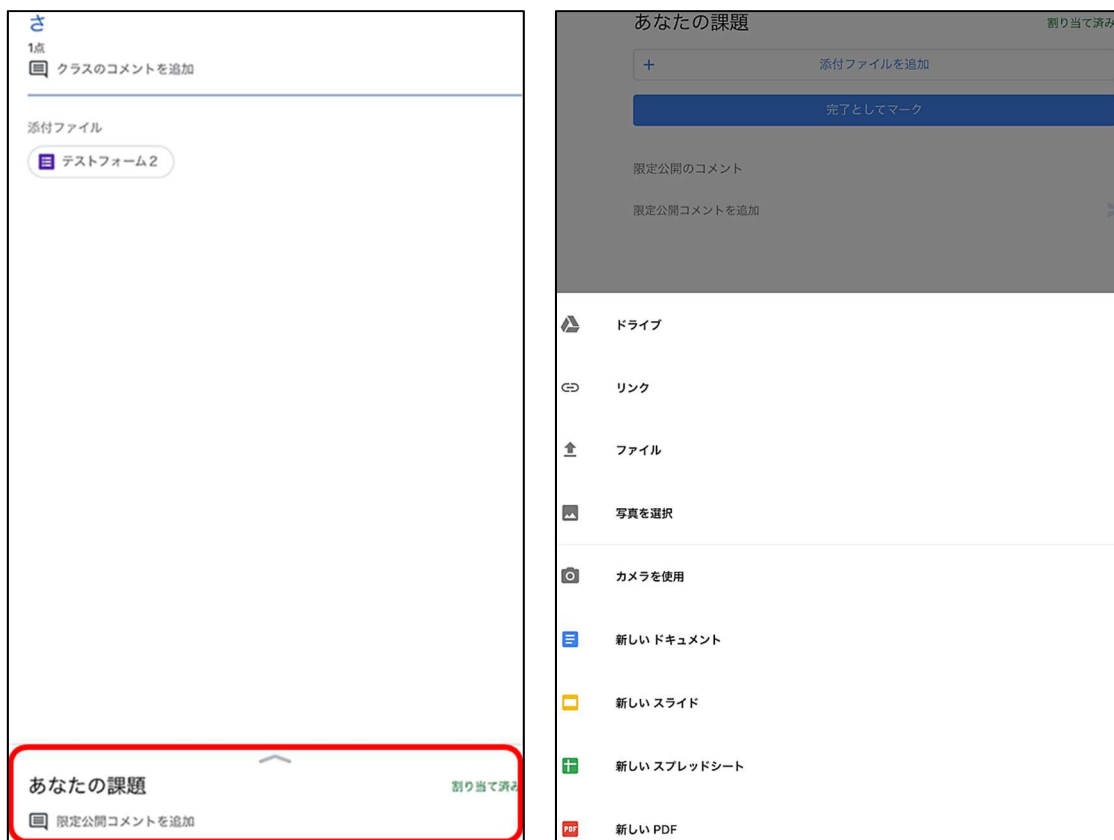 さ
1点
クラスのコメントを追加
添付ファイル
テストフォーム2
あなたの課題
割り当て済み
限定公開コメントを追加
あなたの課題
割り当て済み
+ 添付ファイルを追加
完了としてマーク
限定公開のコメント
限定公開コメントを追加
ドライブ
リンク
ファイル
写真を選択
カメラを使用
新しい ドキュメント
新しい スライド
新しい スプレッドシート
PDF 新しい PDF